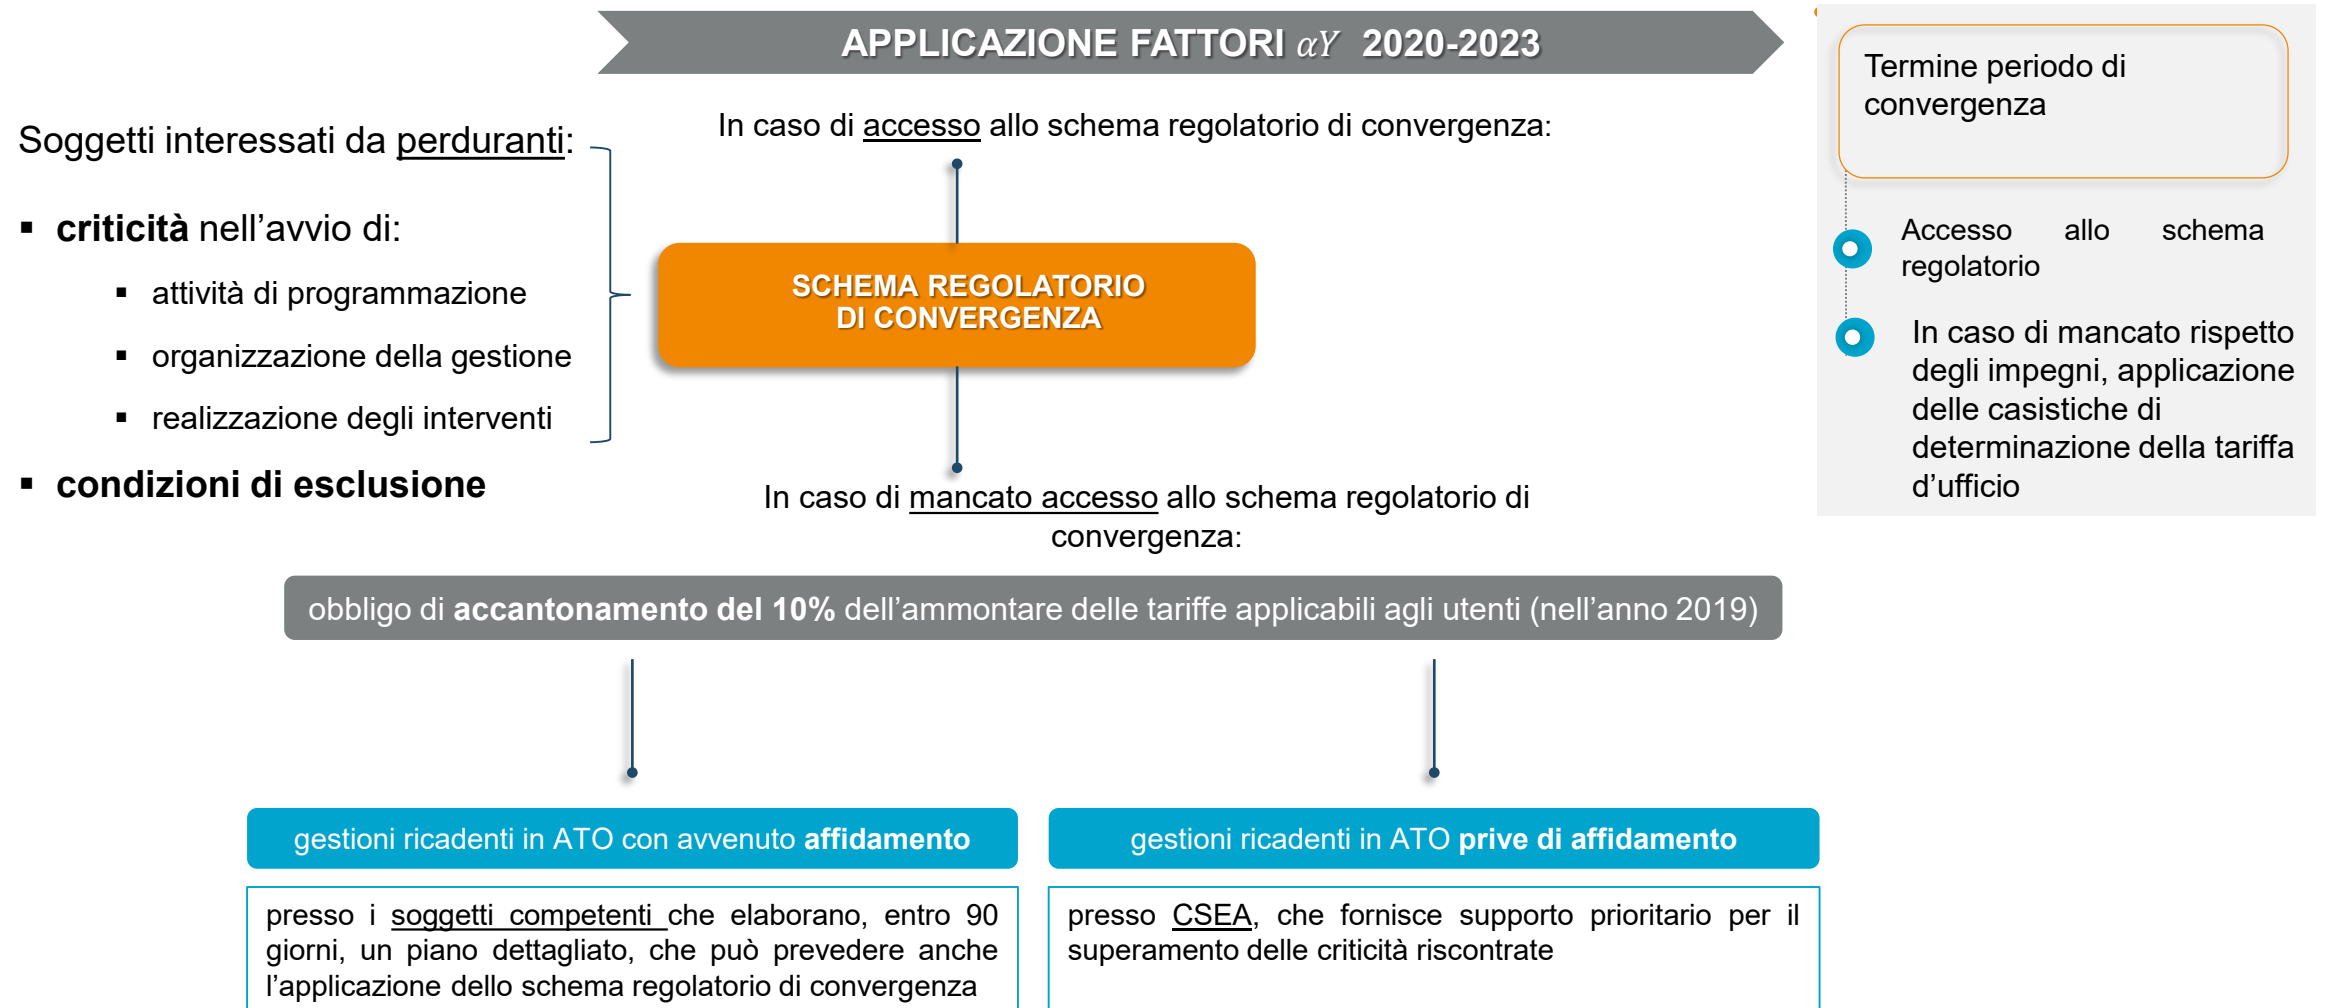 APPLICAZIONE FATTORI αY 2020-2023
Soggetti interessati da perduranti:
▪ criticità nell’avvio di:
▪ attività di programmazione
▪ organizzazione della gestione
▪ realizzazione degli interventi
▪ condizioni di esclusione
In caso di accesso allo schema regolatorio di convergenza:
SCHEMA REGOLATORIO
DI CONVERGENZA
In caso di mancato accesso allo schema regolatorio di
convergenza:
Termine periodo di
convergenza
Accesso allo schema
regolatorio
In caso di mancato rispetto
degli impegni, applicazione
delle casistiche di
determinazione della tariffa
d’ufficio
obbligo di accantonamento del 10% dell’ammontare delle tariffe applicabili agli utenti (nell’anno 2019)
gestioni ricadenti in ATO con avvenuto affidamento
presso i soggetti competenti che elaborano, entro 90
giorni, un piano dettagliato, che può prevedere anche
l’applicazione dello schema regolatorio di convergenza
gestioni ricadenti in ATO prive di affidamento
presso CSEA, che fornisce supporto prioritario per il
superamento delle criticità riscontrate